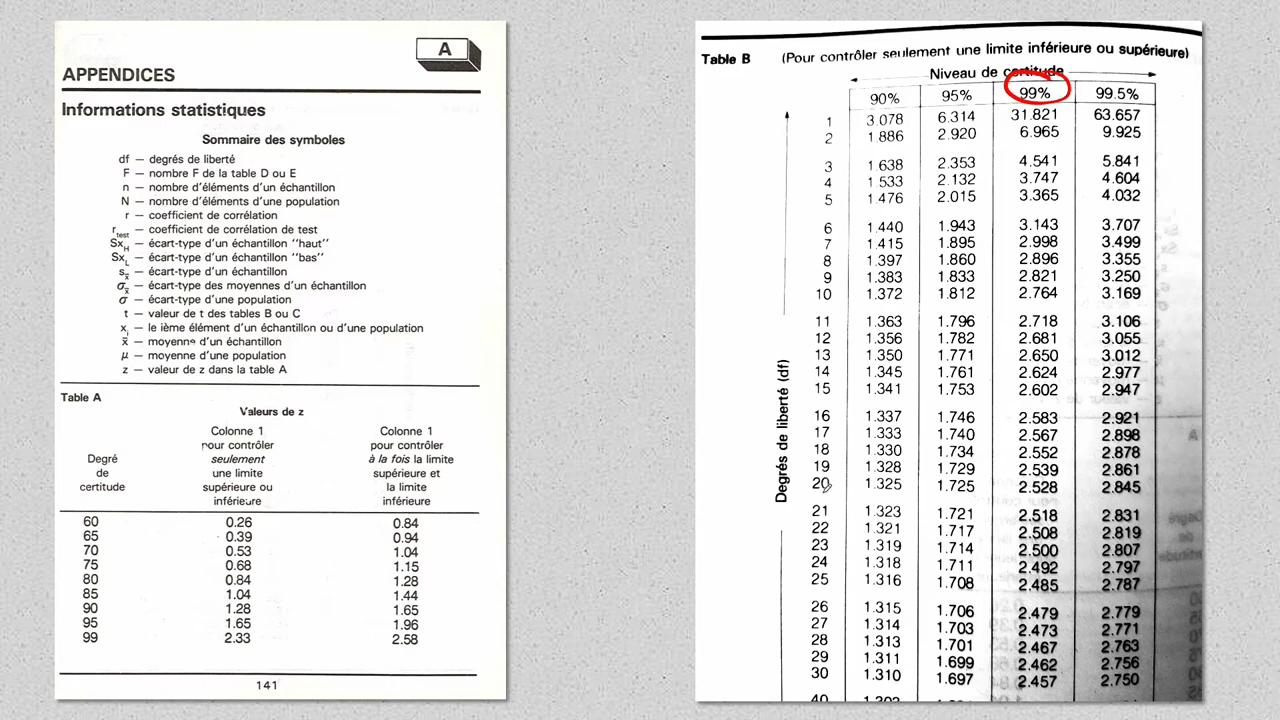 A
APPENDICES
Informations statistiques
Sommaire des symboles
df — degrés de liberté
F — nombre F de la table D ou E
n — nombre d'éléments d'un échantillon
N — nombre d'éléments d'une population
r — coefficient de corrélation
r_test — coefficient de corrélation de test
Sx_H — écart-type d'un échantillon "haut"
Sx_L — écart-type d'un échantillon "bas"
s_x̄ — écart-type d'un échantillon
σ_x̄ — écart-type des moyennes d'un échantillon
σ — écart-type d'une population
t — valeur de t des tables B ou C
x_i — le ième élément d'un échantillon ou d'une population
x̄ — moyenne d'un échantillon
μ — moyenne d'une population
z — valeur de z dans la table A
Table A
Valeurs de z
Degré de certitude
Colonne 1
pour contrôler
seulement
une limite
supérieure ou
inférieure
Colonne 1
pour contrôler
à la fois la limite
supérieure et
la limite
inférieure
60 0.26 0.84
65 0.39 0.94
70 0.53 1.04
75 0.68 1.15
80 0.84 1.28
85 1.04 1.44
90 1.28 1.65
95 1.65 1.96
99 2.33 2.58
141
Table B (Pour contrôler seulement une limite inférieure ou supérieure)
Niveau de certitude
90% 95% 99% 99.5%
Degrés de liberté (df)
1 3.078 6.314 31.821 63.657
2 1.886 2.920 6.965 9.925
3 1.638 2.353 4.541 5.841
4 1.533 2.132 3.747 4.604
5 1.476 2.015 3.365 4.032
6 1.440 1.943 3.143 3.707
7 1.415 1.895 2.998 3.499
8 1.397 1.860 2.896 3.355
9 1.383 1.833 2.821 3.250
10 1.372 1.812 2.764 3.169
11 1.363 1.796 2.718 3.106
12 1.356 1.782 2.681 3.055
13 1.350 1.771 2.650 3.012
14 1.345 1.761 2.624 2.977
15 1.341 1.753 2.602 2.947
16 1.337 1.746 2.583 2.921
17 1.333 1.740 2.567 2.898
18 1.330 1.734 2.552 2.878
19 1.328 1.729 2.539 2.861
20 1.325 1.725 2.528 2.845
21 1.323 1.721 2.518 2.831
22 1.321 1.717 2.508 2.819
23 1.319 1.714 2.500 2.807
24 1.318 1.711 2.492 2.797
25 1.316 1.708 2.485 2.787
26 1.315 1.706 2.479 2.779
27 1.314 1.703 2.473 2.771
28 1.313 1.701 2.467 2.763
29 1.311 1.699 2.462 2.756
30 1.310 1.697 2.457 2.750